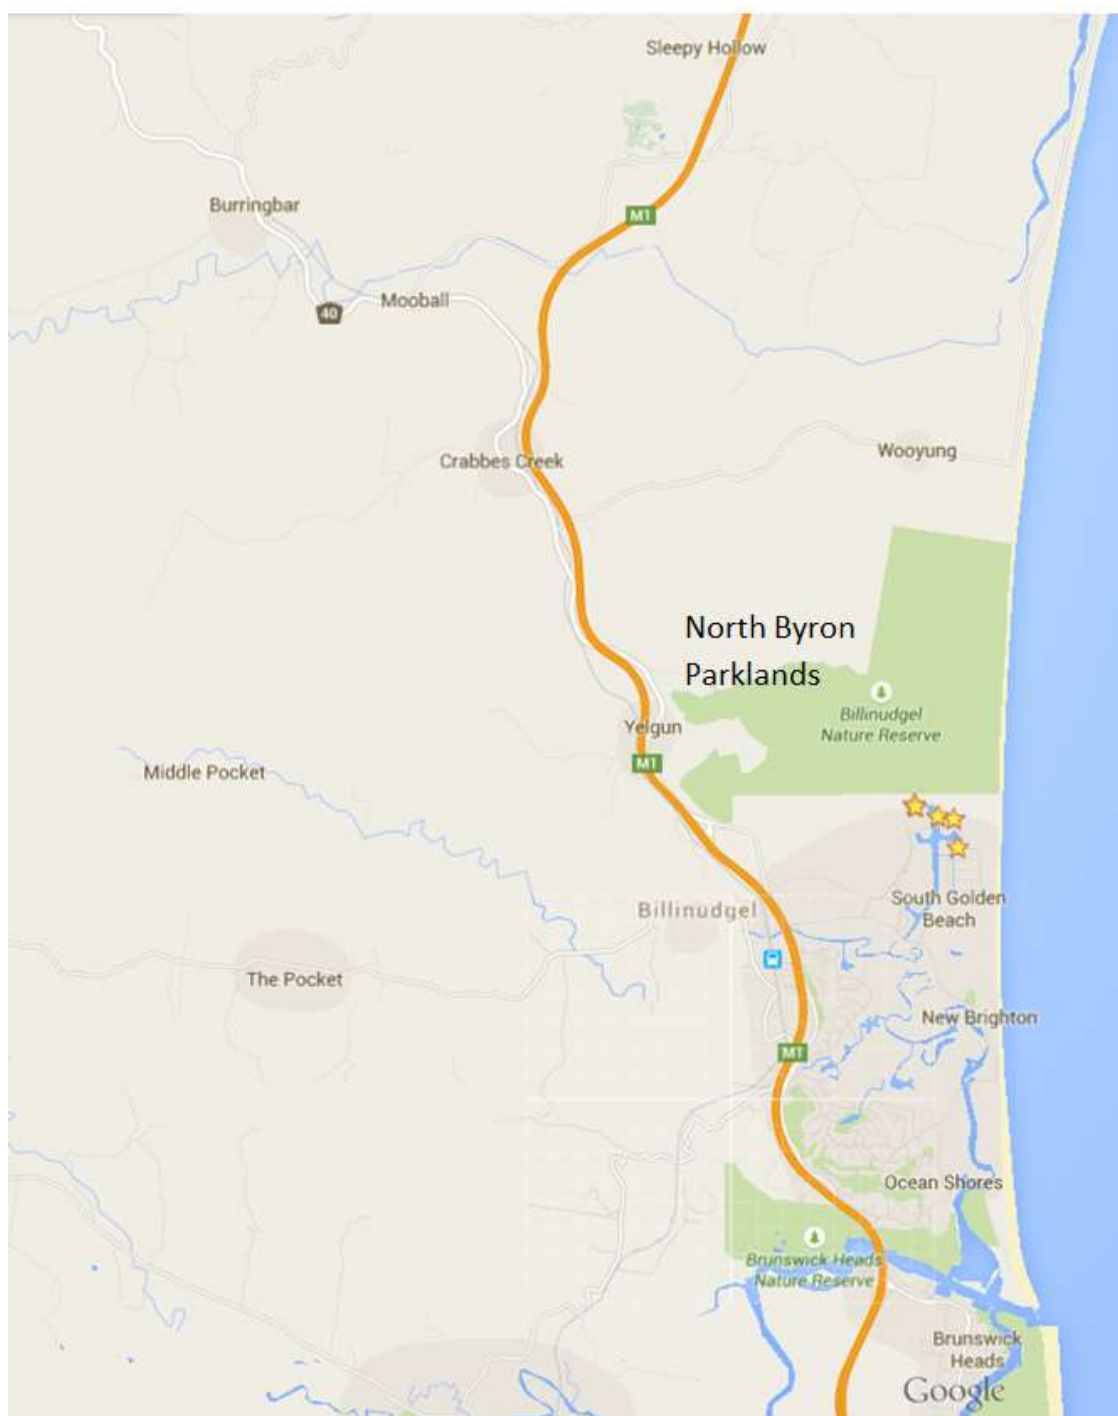 Sleepy Hollow
Burringbar
M1
Mooball
40
Crabbes Creek
Wooyung
North Byron
Parklands
Billinudgel
Nature Reserve
Yelgun
M1
Middle Pocket
South Golden
Beach
Billinudgel
The Pocket
New Brighton
M1
Ocean Shores
Brunswick Heads
Nature Reserve
Brunswick
Heads
Google